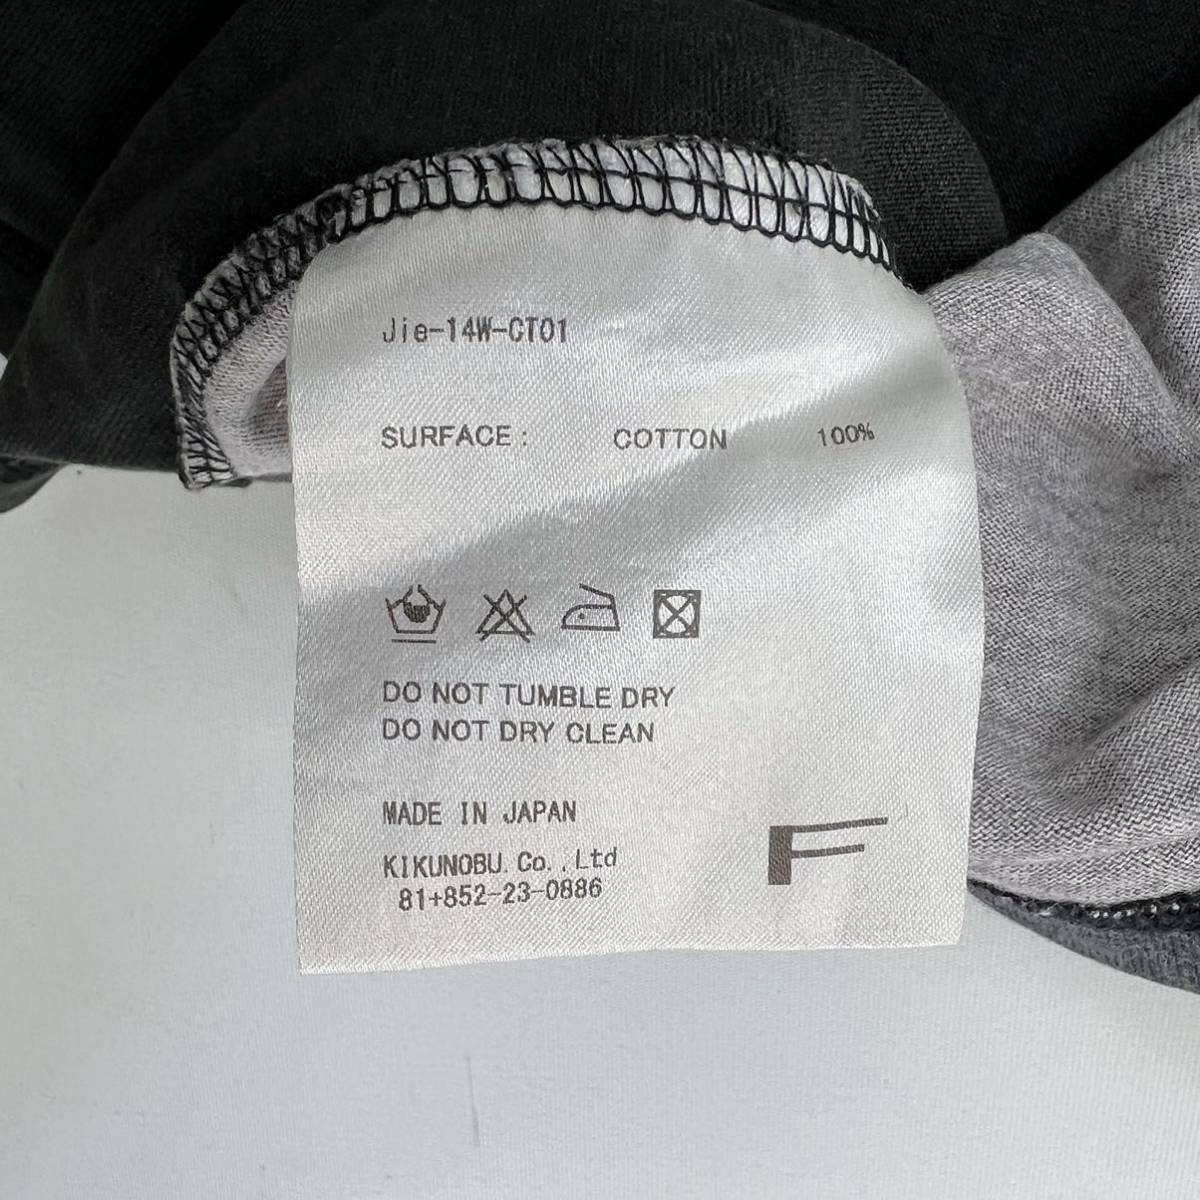 Jie-14W-CT01
SURFACE: COTTON 100%
DO NOT TUMBLE DRY
DO NOT DRY CLEAN
MADE IN JAPAN
KIKUNOBU. Co.,Ltd
81+852-23-0886
F